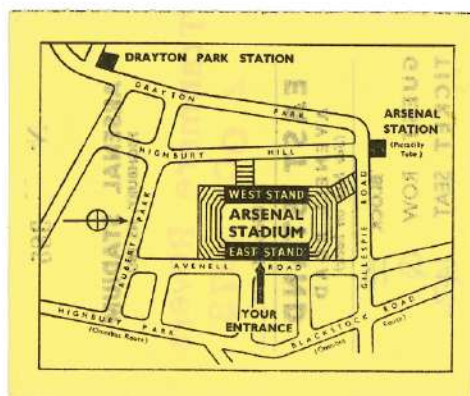 DRAYTON PARK STATION
DRAYTON PARK
ARSENAL
STATION
(Piccadilly
Tube)
HIGHBURY HILL
WEST STAND
ARSENAL
STADIUM
EAST STAND
AUBERT PARK
GILLESPIE ROAD
AVENELL ROAD
YOUR
ENTRANCE
HIGHBURY PARK
(Omnibus Route)
BLACKSTOCK ROAD
(Omnibus Route)